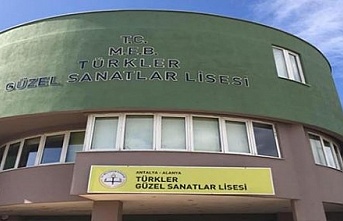 T.C.
M.E.B.
TÜRKLER
GÜZEL SANATLAR LİSESİ
ANTALYA - ALANYA
TÜRKLER
GÜZEL SANATLAR LİSESİ